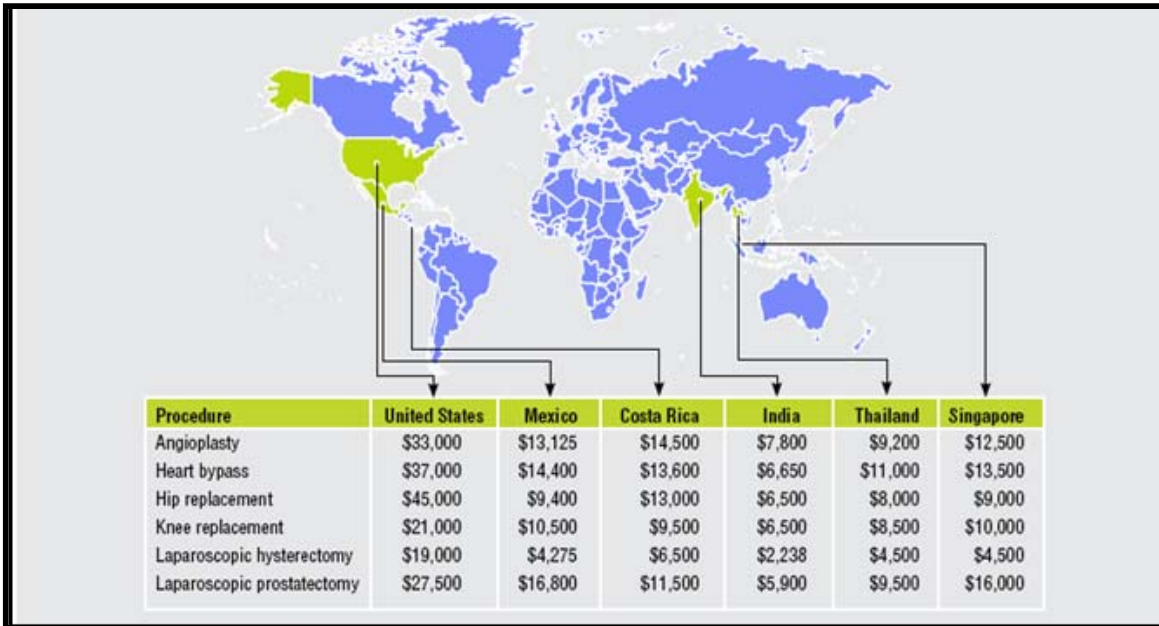 Procedure United States Mexico Costa Rica India Thailand Singapore
Angioplasty $33,000 $13,125 $14,500 $7,800 $9,200 $12,500
Heart bypass $37,000 $14,400 $13,600 $6,650 $11,000 $13,500
Hip replacement $45,000 $9,400 $13,000 $6,500 $8,000 $9,000
Knee replacement $21,000 $10,500 $9,500 $6,500 $8,500 $10,000
Laparoscopic hysterectomy $19,000 $4,275 $6,500 $2,238 $4,500 $4,500
Laparoscopic prostatectomy $27,500 $16,800 $11,500 $5,900 $9,500 $16,000